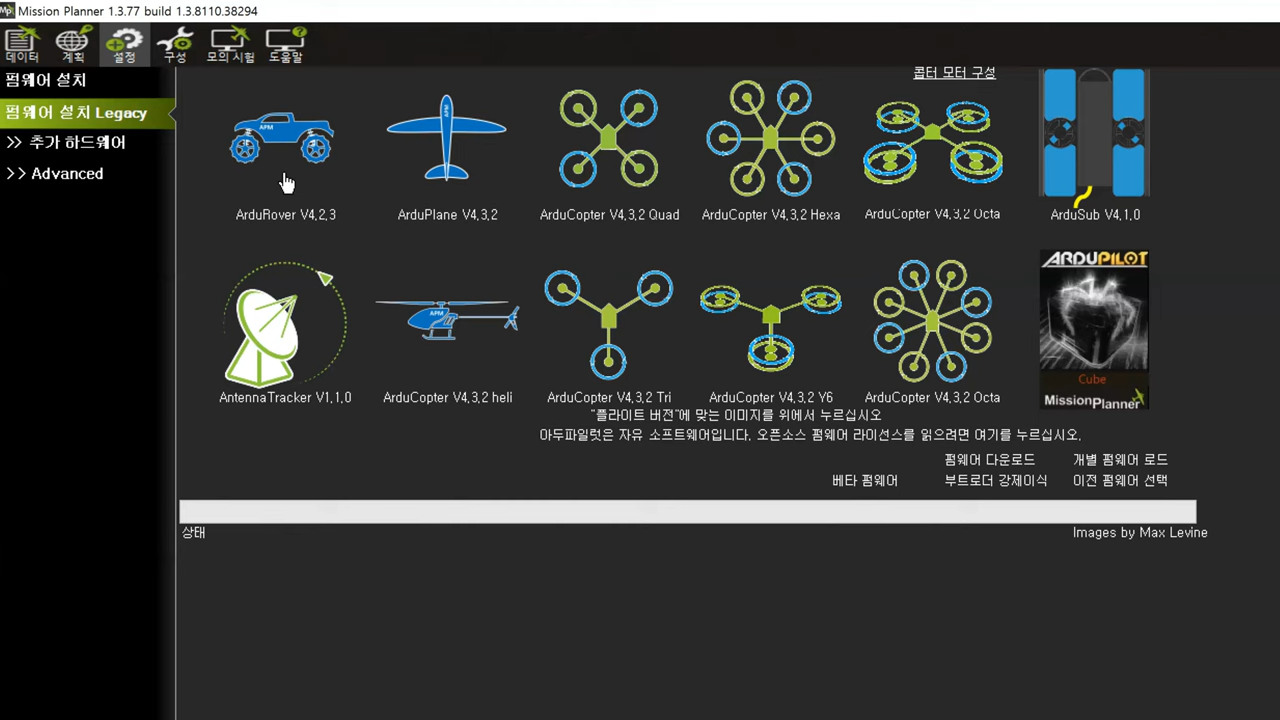 Mission Planner 1.3.77 build 1.3.8110.38294
데이터 계획 설정 구성 모의 시험 도움말
펌웨어 설치
펌웨어 설치 Legacy
>> 추가 하드웨어
>> Advanced
콥터 모터 구성
APM
APM
ArduRover V4.2.3
ArduPlane V4.3.2
ArduCopter V4.3.2 Quad
ArduCopter V4.3.2 Hexa
ArduCopter V4.3.2 Octa
ArduSub V4.1.0
ARDUPILOT
APM
Cube
MissionPlanner
AntennaTracker V1.1.0
ArduCopter V4.3.2 heli
ArduCopter V4.3.2 Tri
ArduCopter V4.3.2 Y6
ArduCopter V4.3.2 Octa
"플라이트 버전"에 맞는 이미지를 위에서 누르십시오
아두파일럿은 자유 소프트웨어입니다. 오픈소스 펌웨어 라이선스를 읽으려면 여기를 누르십시오.
펌웨어 다운로드 개별 펌웨어 로드
베타 펌웨어 부트로더 강제이식 이전 펌웨어 선택
상태
Images by Max Levine